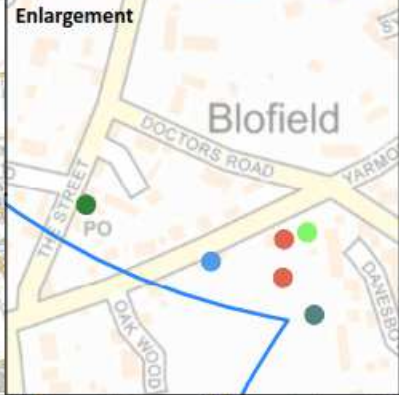 Enlargement
Blofield
DOCTORS ROAD
YARMO
THE STREET
PO
DANESBO
OAK WOOD